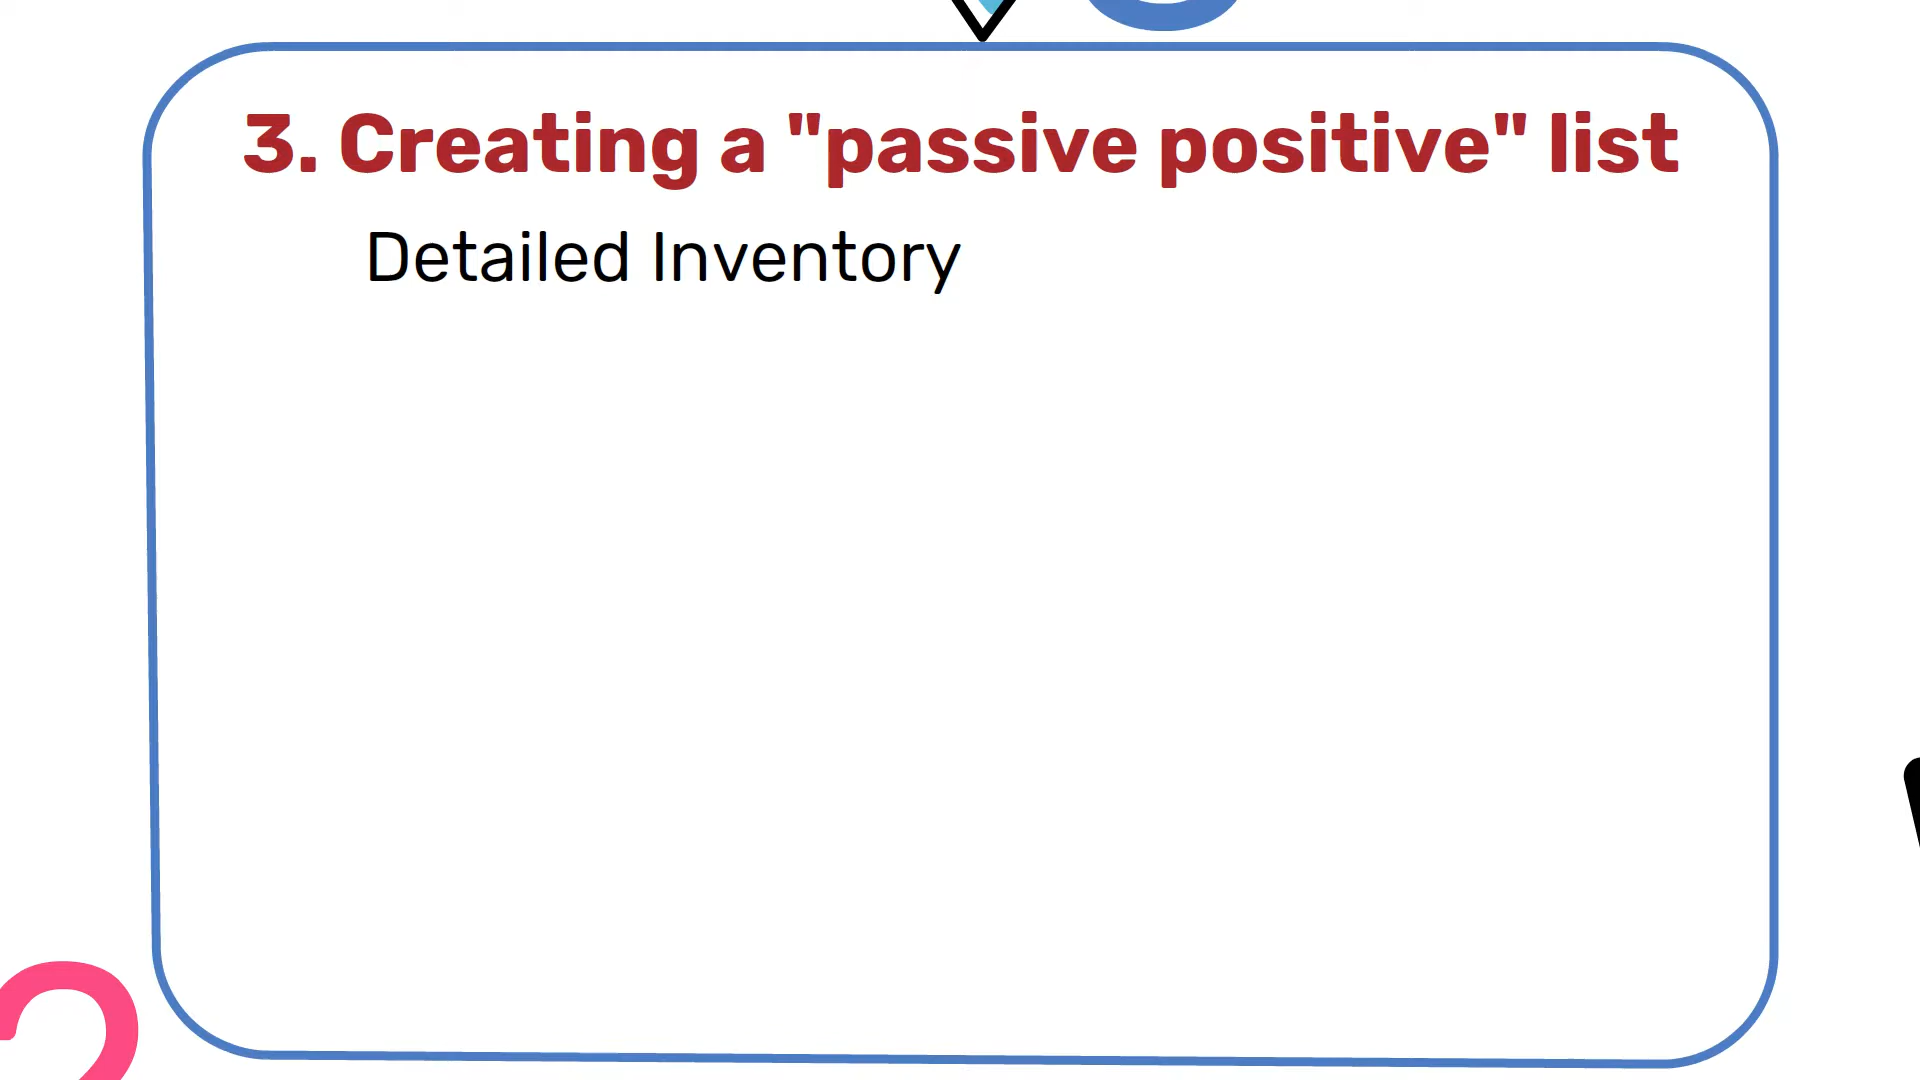 3. Creating a "passive positive" list
Detailed Inventory